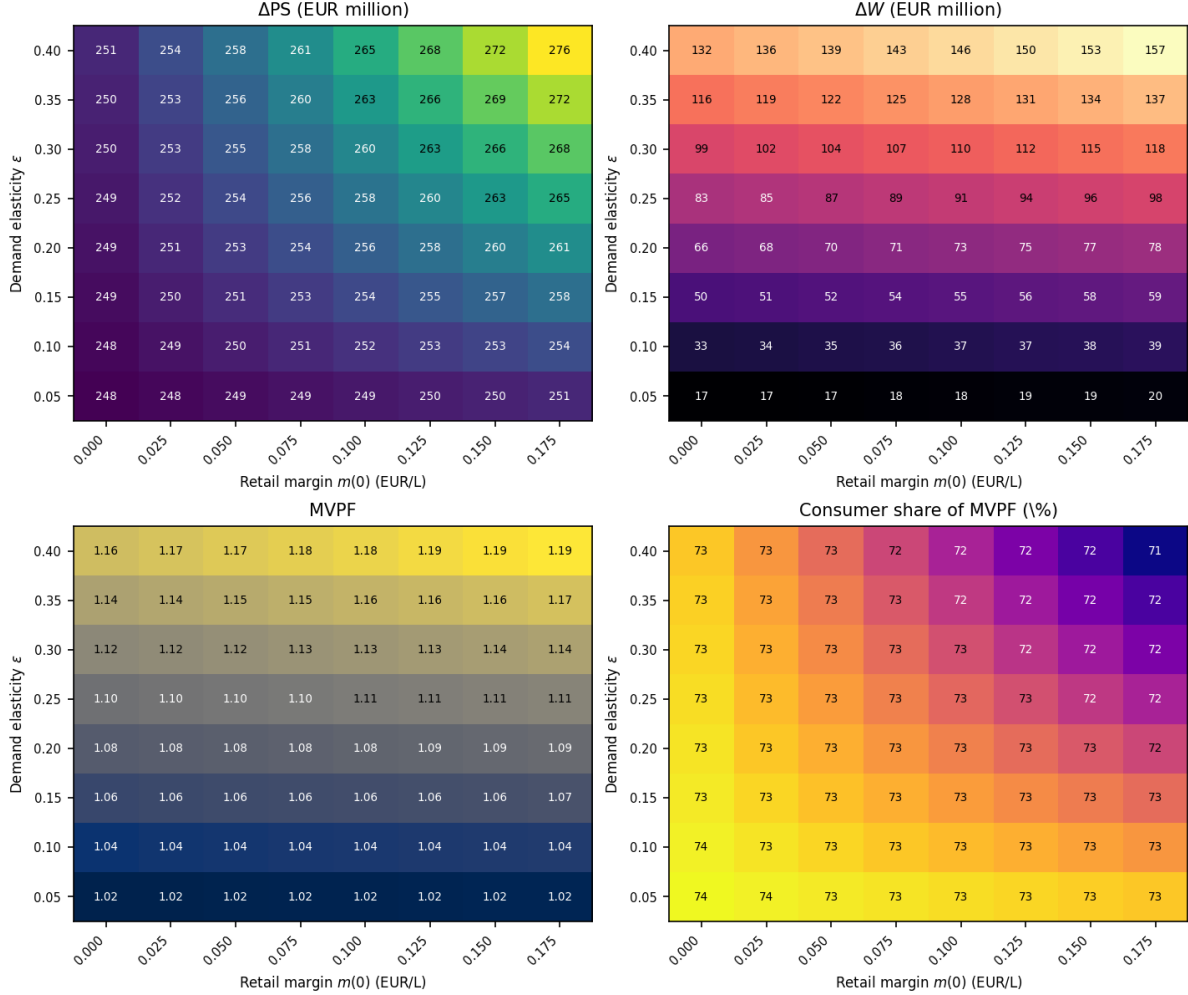 ΔPS (EUR million)
Demand elasticity ε
0.40 251 254 258 261 265 268 272 276
0.35 250 253 256 260 263 266 269 272
0.30 250 253 255 258 260 263 266 268
0.25 249 252 254 256 258 260 263 265
0.20 249 251 253 254 256 258 260 261
0.15 249 250 251 253 254 255 257 258
0.10 248 249 250 251 252 253 253 254
0.05 248 248 249 249 249 250 250 251
0.000 0.025 0.050 0.075 0.100 0.125 0.150 0.175
Retail margin m(0) (EUR/L)
ΔW (EUR million)
Demand elasticity ε
0.40 132 136 139 143 146 150 153 157
0.35 116 119 122 125 128 131 134 137
0.30 99 102 104 107 110 112 115 118
0.25 83 85 87 89 91 94 96 98
0.20 66 68 70 71 73 75 77 78
0.15 50 51 52 54 55 56 58 59
0.10 33 34 35 36 37 37 38 39
0.05 17 17 17 18 18 19 19 20
0.000 0.025 0.050 0.075 0.100 0.125 0.150 0.175
Retail margin m(0) (EUR/L)
MVPF
Demand elasticity ε
0.40 1.16 1.17 1.17 1.18 1.18 1.19 1.19 1.19
0.35 1.14 1.14 1.15 1.15 1.16 1.16 1.16 1.17
0.30 1.12 1.12 1.12 1.13 1.13 1.13 1.14 1.14
0.25 1.10 1.10 1.10 1.10 1.11 1.11 1.11 1.11
0.20 1.08 1.08 1.08 1.08 1.08 1.09 1.09 1.09
0.15 1.06 1.06 1.06 1.06 1.06 1.06 1.06 1.07
0.10 1.04 1.04 1.04 1.04 1.04 1.04 1.04 1.04
0.05 1.02 1.02 1.02 1.02 1.02 1.02 1.02 1.02
0.000 0.025 0.050 0.075 0.100 0.125 0.150 0.175
Retail margin m(0) (EUR/L)
Consumer share of MVPF (\%)
Demand elasticity ε
0.40 73 73 73 72 72 72 72 71
0.35 73 73 73 73 72 72 72 72
0.30 73 73 73 73 73 72 72 72
0.25 73 73 73 73 73 73 72 72
0.20 73 73 73 73 73 73 73 72
0.15 73 73 73 73 73 73 73 73
0.10 74 73 73 73 73 73 73 73
0.05 74 74 73 73 73 73 73 73
0.000 0.025 0.050 0.075 0.100 0.125 0.150 0.175
Retail margin m(0) (EUR/L)